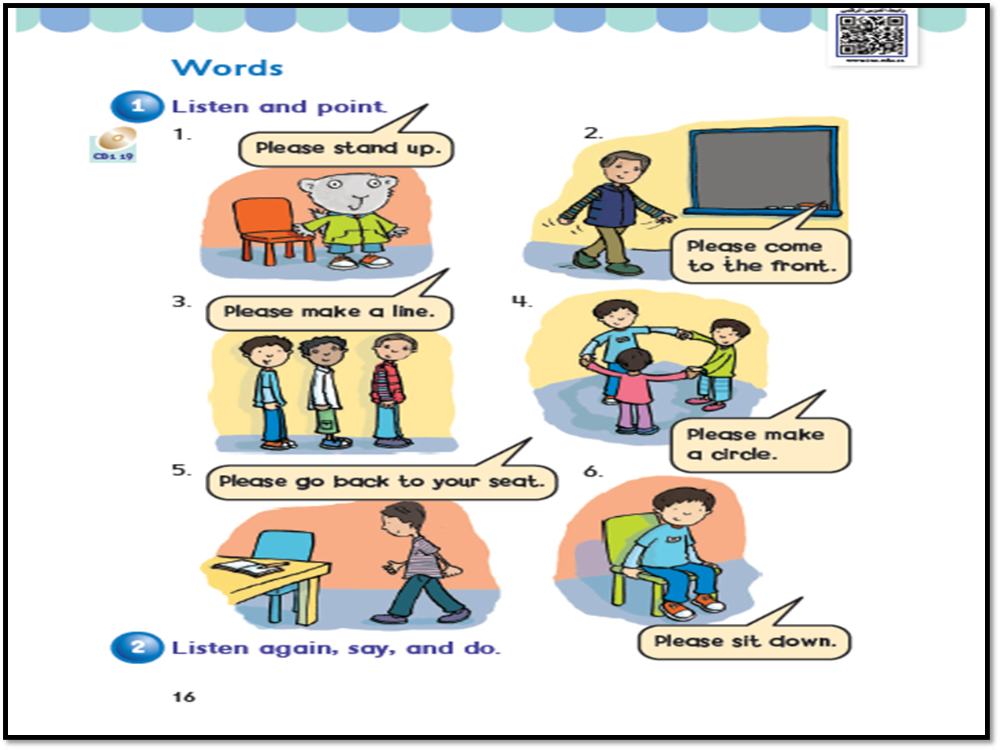 Words
1 Listen and point.
CD1 19
1.
Please stand up.
2.
Please come
to the front.
3.
Please make a line.
4.
Please make
a circle.
5.
Please go back to your seat.
6.
Please sit down.
2 Listen again, say, and do.
16